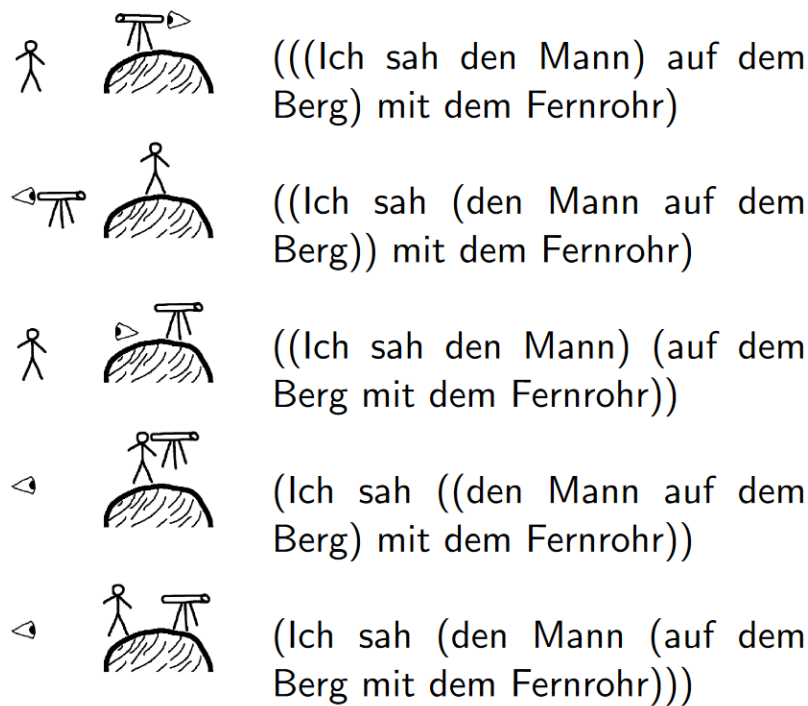 (((Ich sah den Mann) auf dem
Berg) mit dem Fernrohr)
((Ich sah (den Mann auf dem
Berg)) mit dem Fernrohr)
((Ich sah den Mann) (auf dem
Berg mit dem Fernrohr))
(Ich sah ((den Mann auf dem
Berg) mit dem Fernrohr))
(Ich sah (den Mann (auf dem
Berg mit dem Fernrohr)))